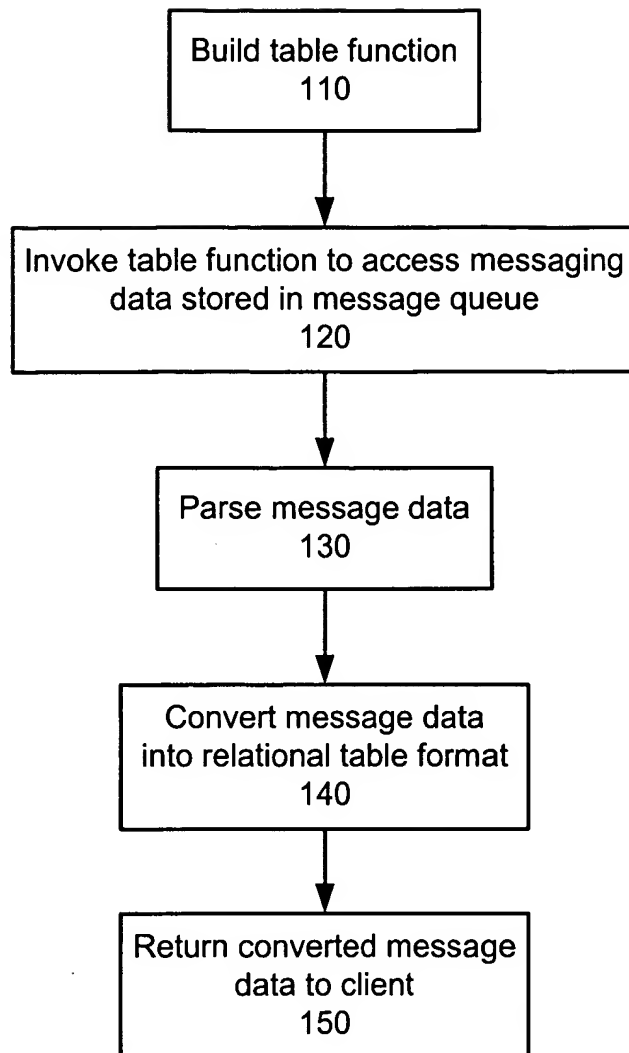 Build table function
110
Invoke table function to access messaging
data stored in message queue
120
Parse message data
130
Convert message data
into relational table format
140
Return converted message
data to client
150